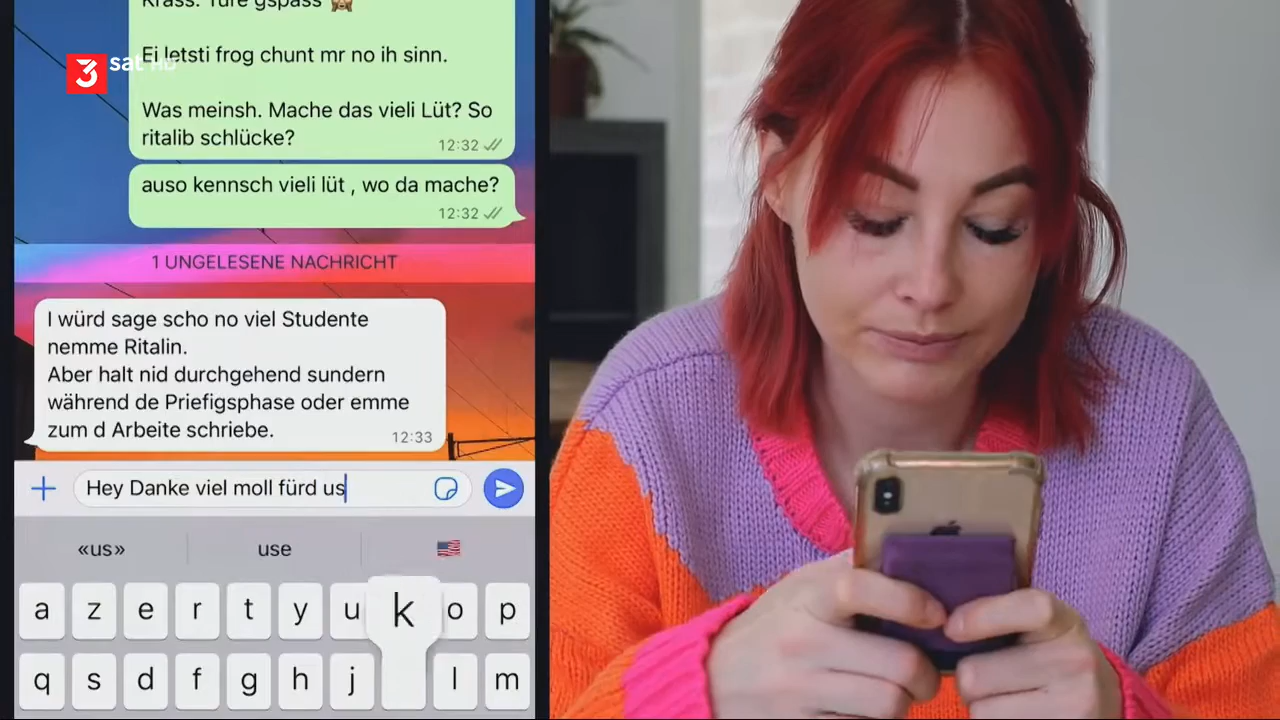 Krass. Türe gspass
3sat HD
Ei letsti frog chunt mr no ih sinn.
Was meinsh. Mache das vieli Lüt? So
ritalib schlücke?
12:32
auso kennsch vieli lüt , wo da mache?
12:32
1 UNGELESENE NACHRICHT
I würd sage scho no viel Studente
nemme Ritalin.
Aber halt nid durchgehend sundern
während de Priefigsphase oder emme
zum d Arbeite schriebe.
12:33
Hey Danke viel moll fürd us
«us» use
a z e r t y u k o p
q s d f g h j l m